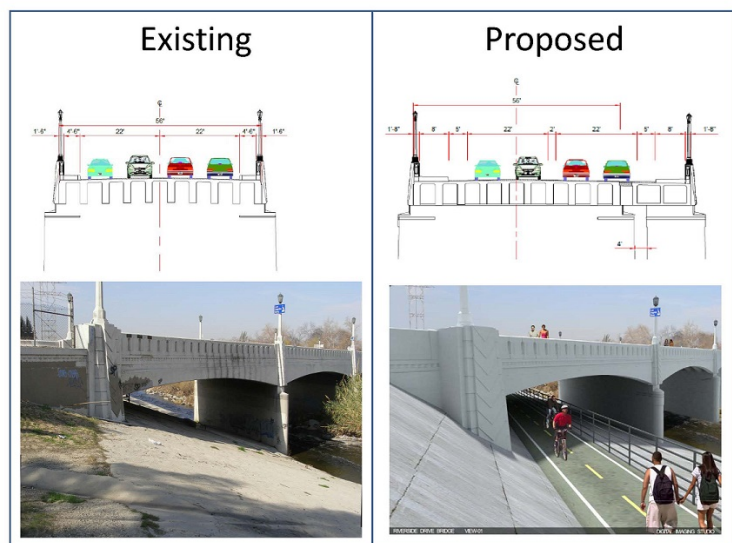 Existing
Proposed
℄
56'
1'-6" 4'-6" 22' 22' 4'-6" 1'-6"
℄
56'
1'-8" 8' 5' 22' 2' 22' 5' 8' 1'-8"
4'
RIVERSIDE DRIVE BRIDGE VIEW-01 DIGITAL IMAGING STUDIO